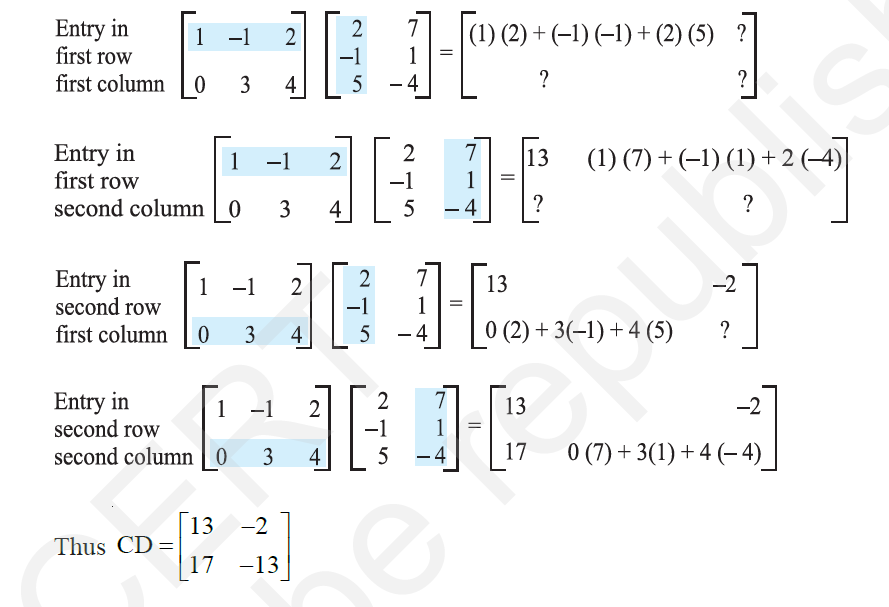 Entry in
first row
first column
[1 −1 2
0 3 4] [2 7
−1 1
5 −4] = [(1) (2) + (−1) (−1) + (2) (5) ?
? ?]
Entry in
first row
second column
[1 −1 2
0 3 4] [2 7
−1 1
5 −4] = [13 (1) (7) + (−1) (1) + 2 (−4)
? ?]
Entry in
second row
first column
[1 −1 2
0 3 4] [2 7
−1 1
5 −4] = [13 −2
0 (2) + 3(−1) + 4 (5) ?]
Entry in
second row
second column
[1 −1 2
0 3 4] [2 7
−1 1
5 −4] = [13 −2
17 0 (7) + 3(1) + 4 (−4)]
Thus CD = [13 −2
17 −13]